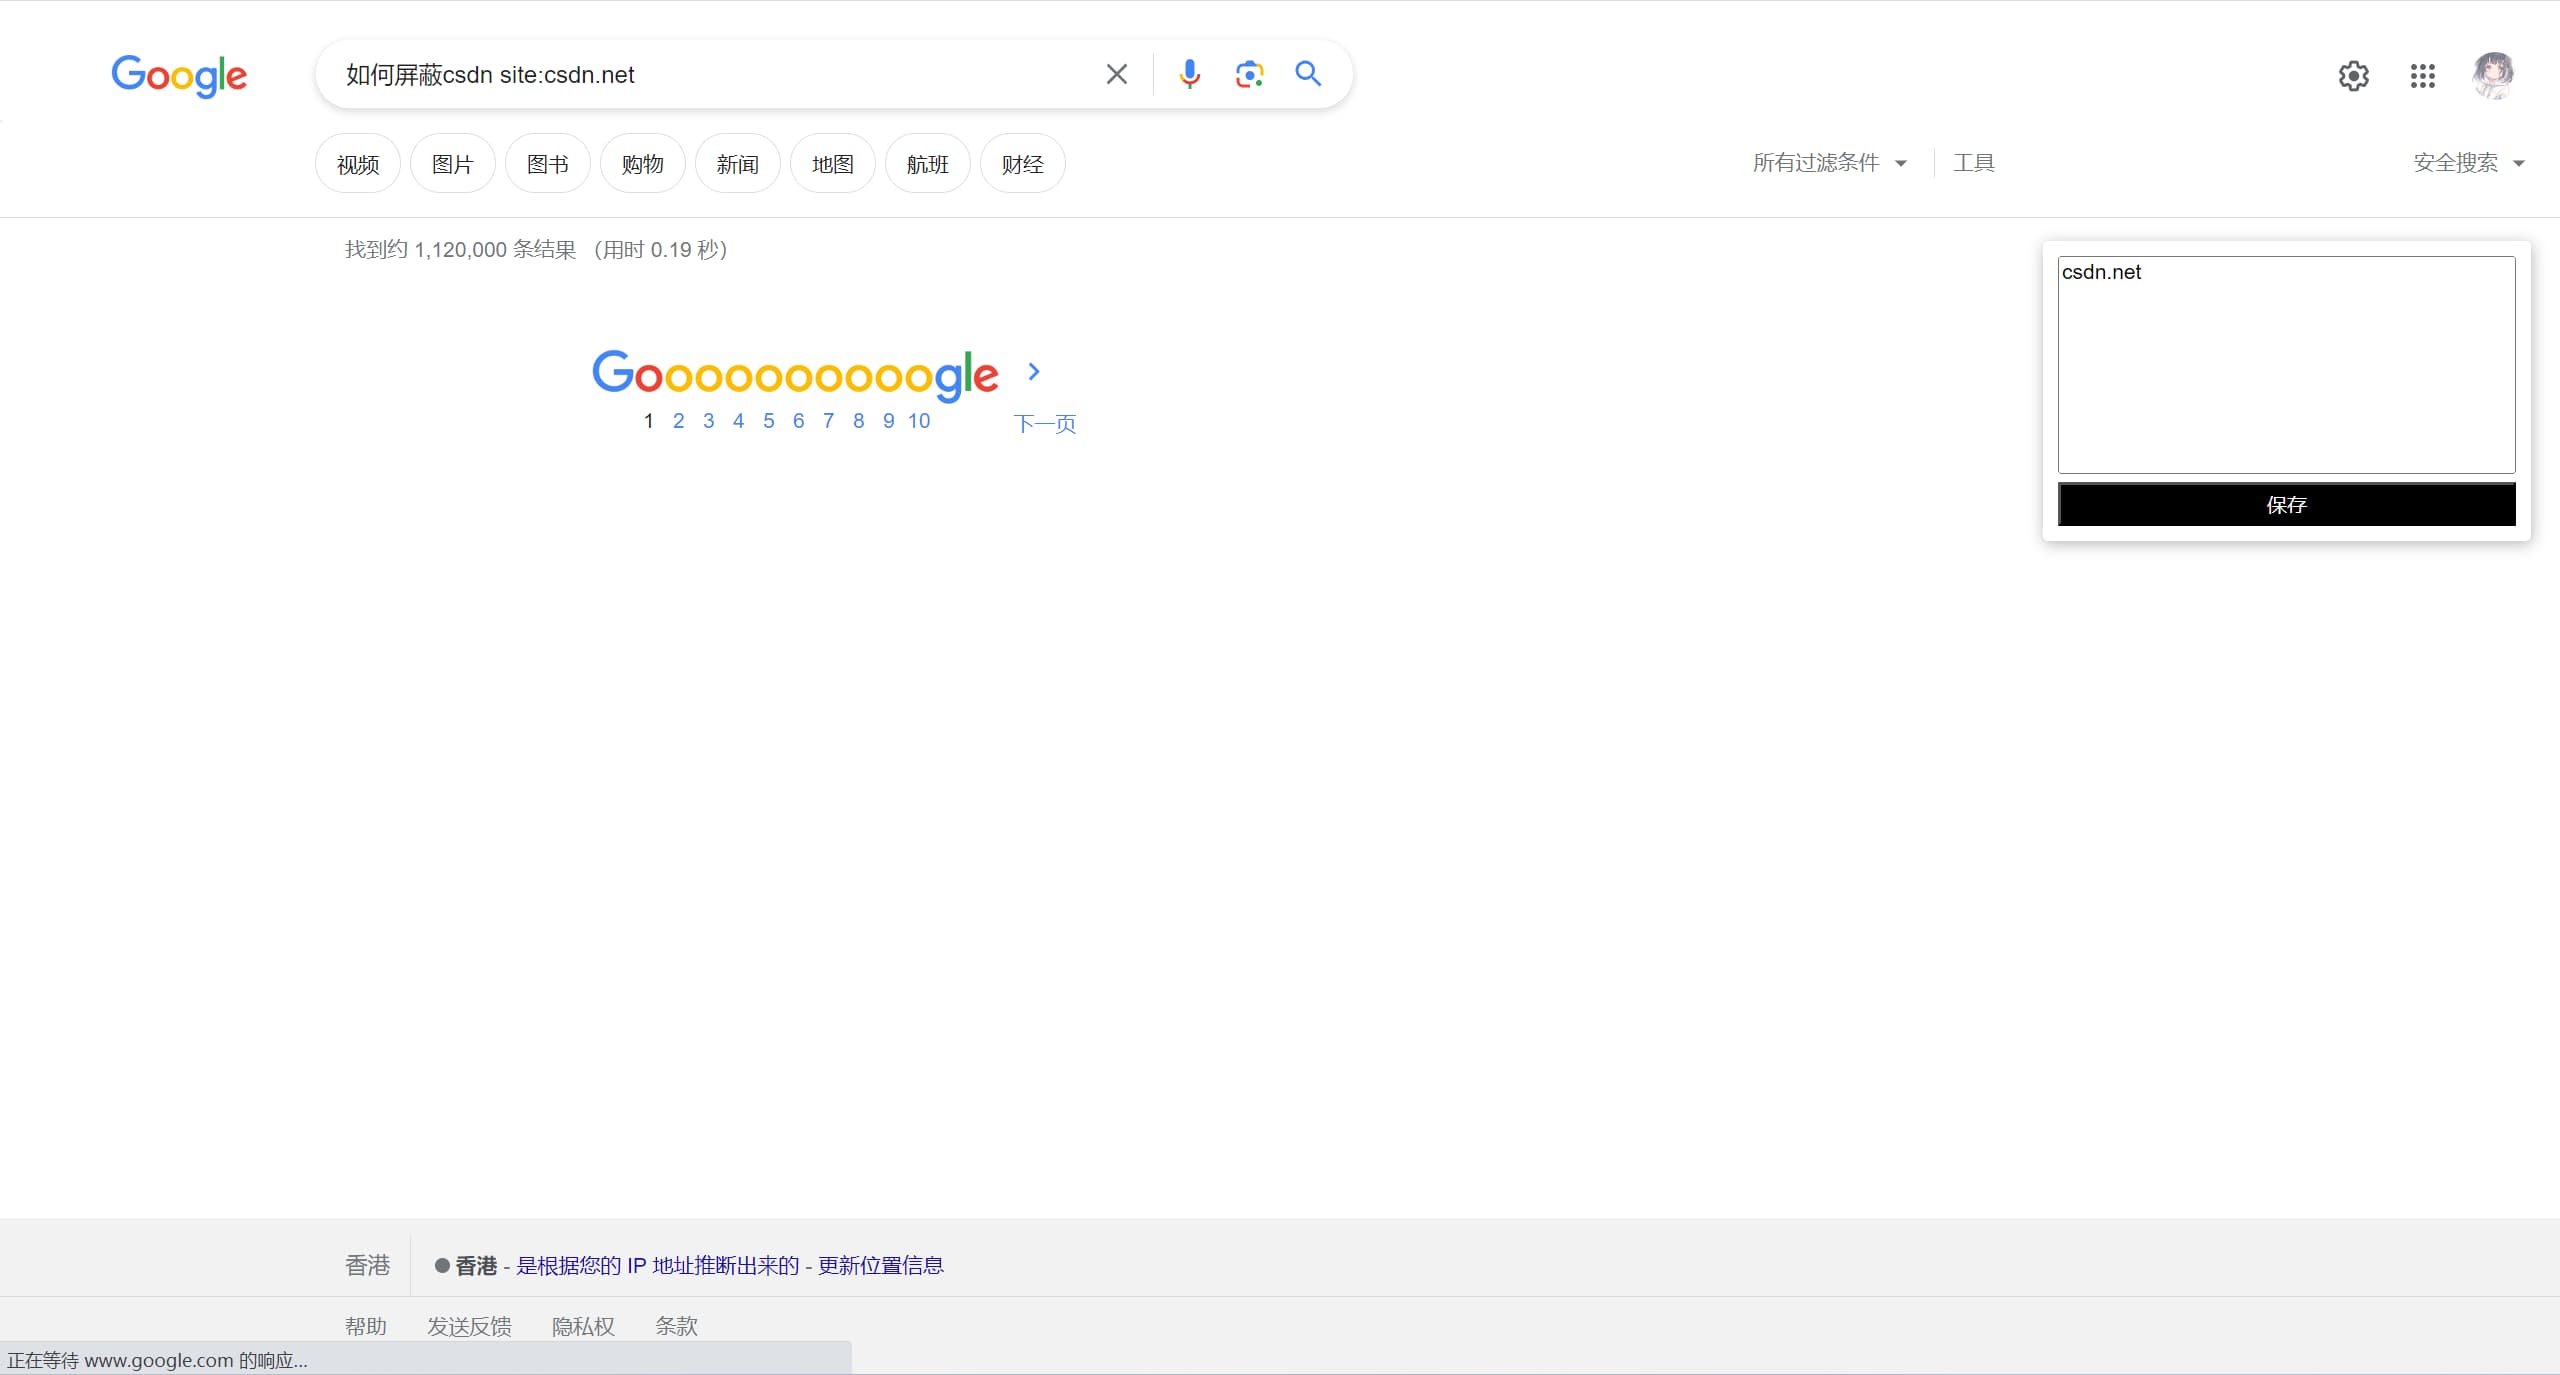 Google
如何屏蔽csdn site:csdn.net
视频 图片 图书 购物 新闻 地图 航班 财经 所有过滤条件 工具 安全搜索
找到约 1,120,000 条结果 （用时 0.19 秒）
csdn.net
保存
Goooooooooogle
1 2 3 4 5 6 7 8 9 10 下一页
香港 香港 - 是根据您的 IP 地址推断出来的 - 更新位置信息
帮助 发送反馈 隐私权 条款
正在等待 www.google.com 的响应...